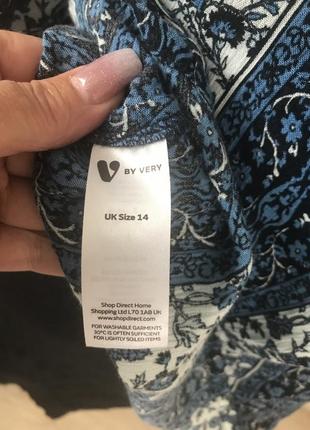 V BY VERY
UK Size 14
Shop Direct Home
Shopping Ltd L70 1AB UK
www.shopdirect.com
FOR WASHABLE GARMENTS
30°C IS OFTEN SUFFICIENT
FOR LIGHTLY SOILED ITEMS